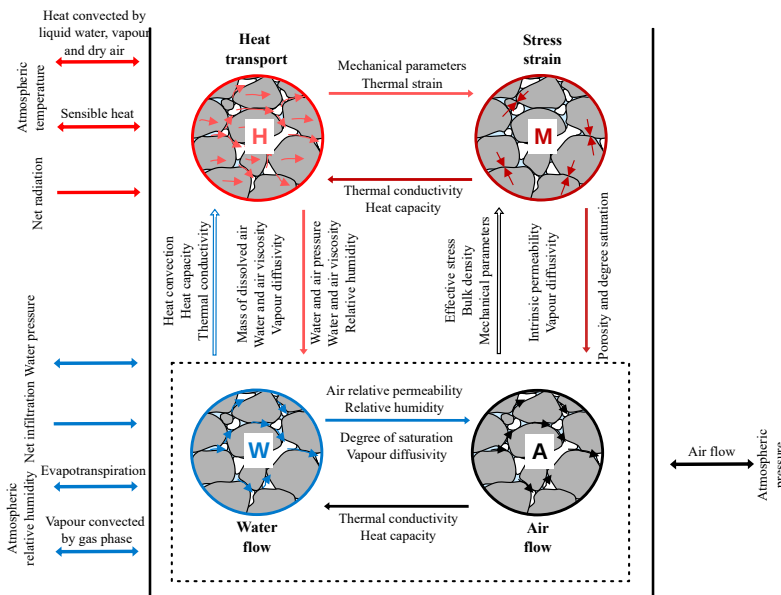 Heat convected by
liquid water, vapour
and dry air
Atmospheric
temperature
Sensible heat
Net radiation
Heat
transport
H
Mechanical parameters
Thermal strain
Stress
strain
M
Thermal conductivity
Heat capacity
Heat convection
Heat capacity
Thermal conductivity
Mass of dissolved air
Water and air viscosity
Vapour diffusivity
Water and air pressure
Water and air viscosity
Relative humidity
Effective stress
Bulk density
Mechanical parameters
Intrinsic permeability
Vapour diffusivity
Porosity and degree saturation
Water pressure
Net infiltration
Evapotranspiration
Atmospheric
relative humidity
Vapour convected
by gas phase
W
Water
flow
Air relative permeability
Relative humidity
Degree of saturation
Vapour diffusivity
A
Air
flow
Thermal conductivity
Heat capacity
Air flow
Atmospheric
pressure